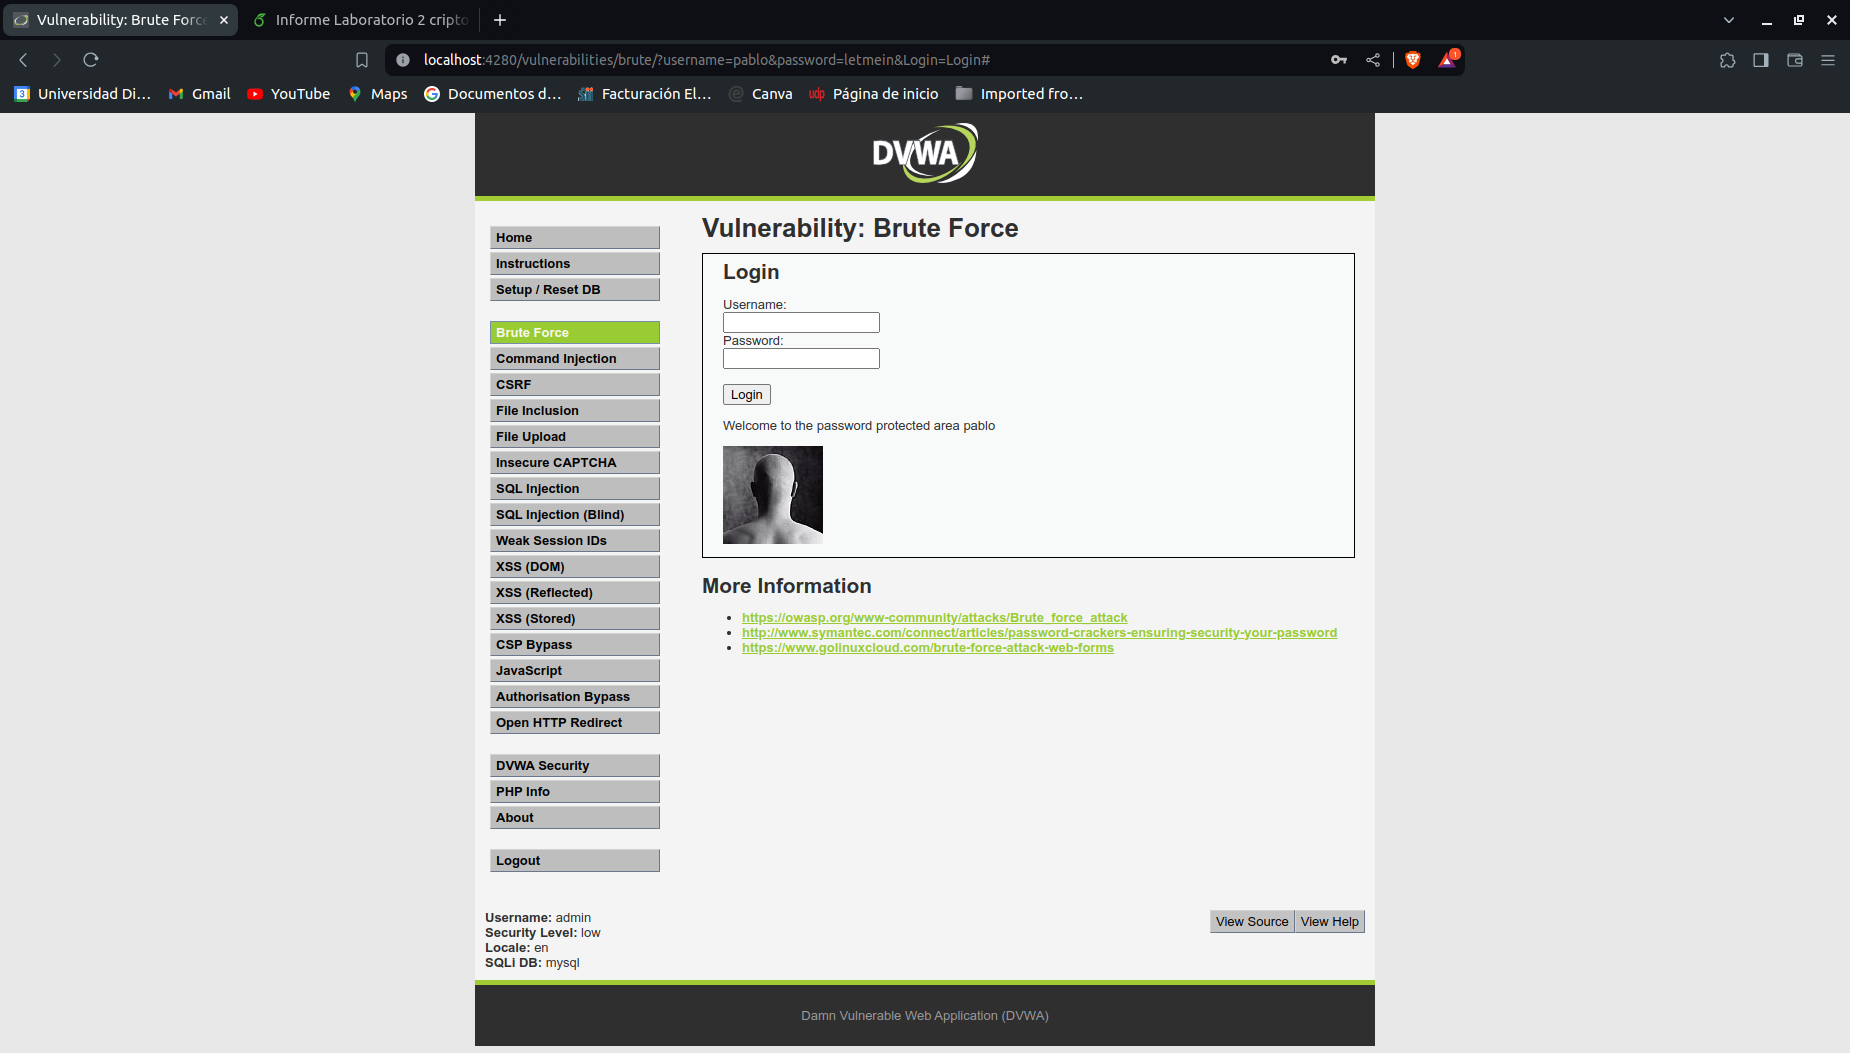 Vulnerability: Brute Forc
Informe Laboratorio 2 cripto
localhost:4280/vulnerabilities/brute/?username=pablo&password=letmein&Login=Login#
1
3 Universidad Di... Gmail YouTube Maps Documentos d... Facturación El... Canva udp Página de inicio Imported fro...
DVWA
Home
Instructions
Setup / Reset DB
Brute Force
Command Injection
CSRF
File Inclusion
File Upload
Insecure CAPTCHA
SQL Injection
SQL Injection (Blind)
Weak Session IDs
XSS (DOM)
XSS (Reflected)
XSS (Stored)
CSP Bypass
JavaScript
Authorisation Bypass
Open HTTP Redirect
DVWA Security
PHP Info
About
Logout
Vulnerability: Brute Force
Login
Username:
Password:
Login
Welcome to the password protected area pablo
More Information
https://owasp.org/www-community/attacks/Brute_force_attack
http://www.symantec.com/connect/articles/password-crackers-ensuring-security-your-password
https://www.golinuxcloud.com/brute-force-attack-web-forms
Username: admin
Security Level: low
Locale: en
SQLi DB: mysql
View Source View Help
Damn Vulnerable Web Application (DVWA)